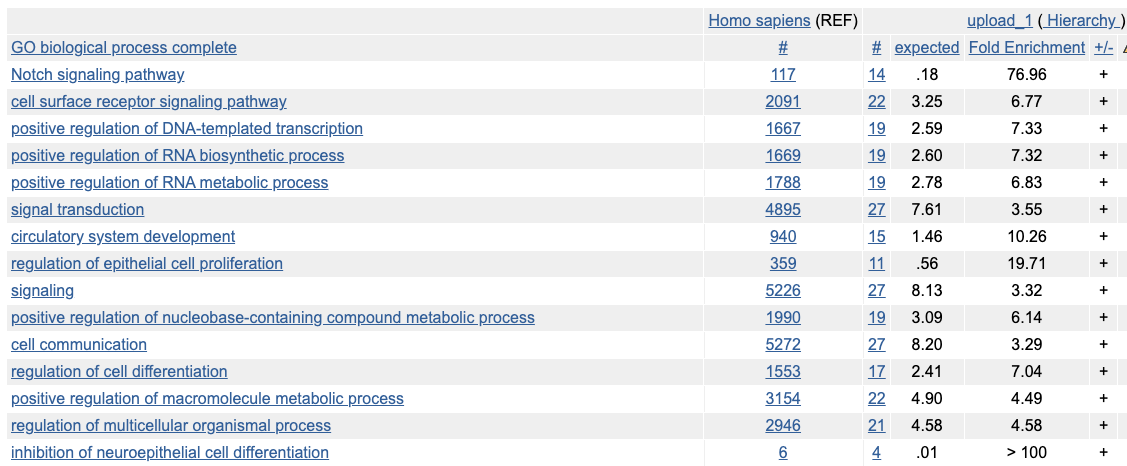 Homo sapiens (REF) upload_1 ( Hierarchy )
GO biological process complete # # expected Fold Enrichment +/-
Notch signaling pathway 117 14 .18 76.96 +
cell surface receptor signaling pathway 2091 22 3.25 6.77 +
positive regulation of DNA-templated transcription 1667 19 2.59 7.33 +
positive regulation of RNA biosynthetic process 1669 19 2.60 7.32 +
positive regulation of RNA metabolic process 1788 19 2.78 6.83 +
signal transduction 4895 27 7.61 3.55 +
circulatory system development 940 15 1.46 10.26 +
regulation of epithelial cell proliferation 359 11 .56 19.71 +
signaling 5226 27 8.13 3.32 +
positive regulation of nucleobase-containing compound metabolic process 1990 19 3.09 6.14 +
cell communication 5272 27 8.20 3.29 +
regulation of cell differentiation 1553 17 2.41 7.04 +
positive regulation of macromolecule metabolic process 3154 22 4.90 4.49 +
regulation of multicellular organismal process 2946 21 4.58 4.58 +
inhibition of neuroepithelial cell differentiation 6 4 .01 > 100 +